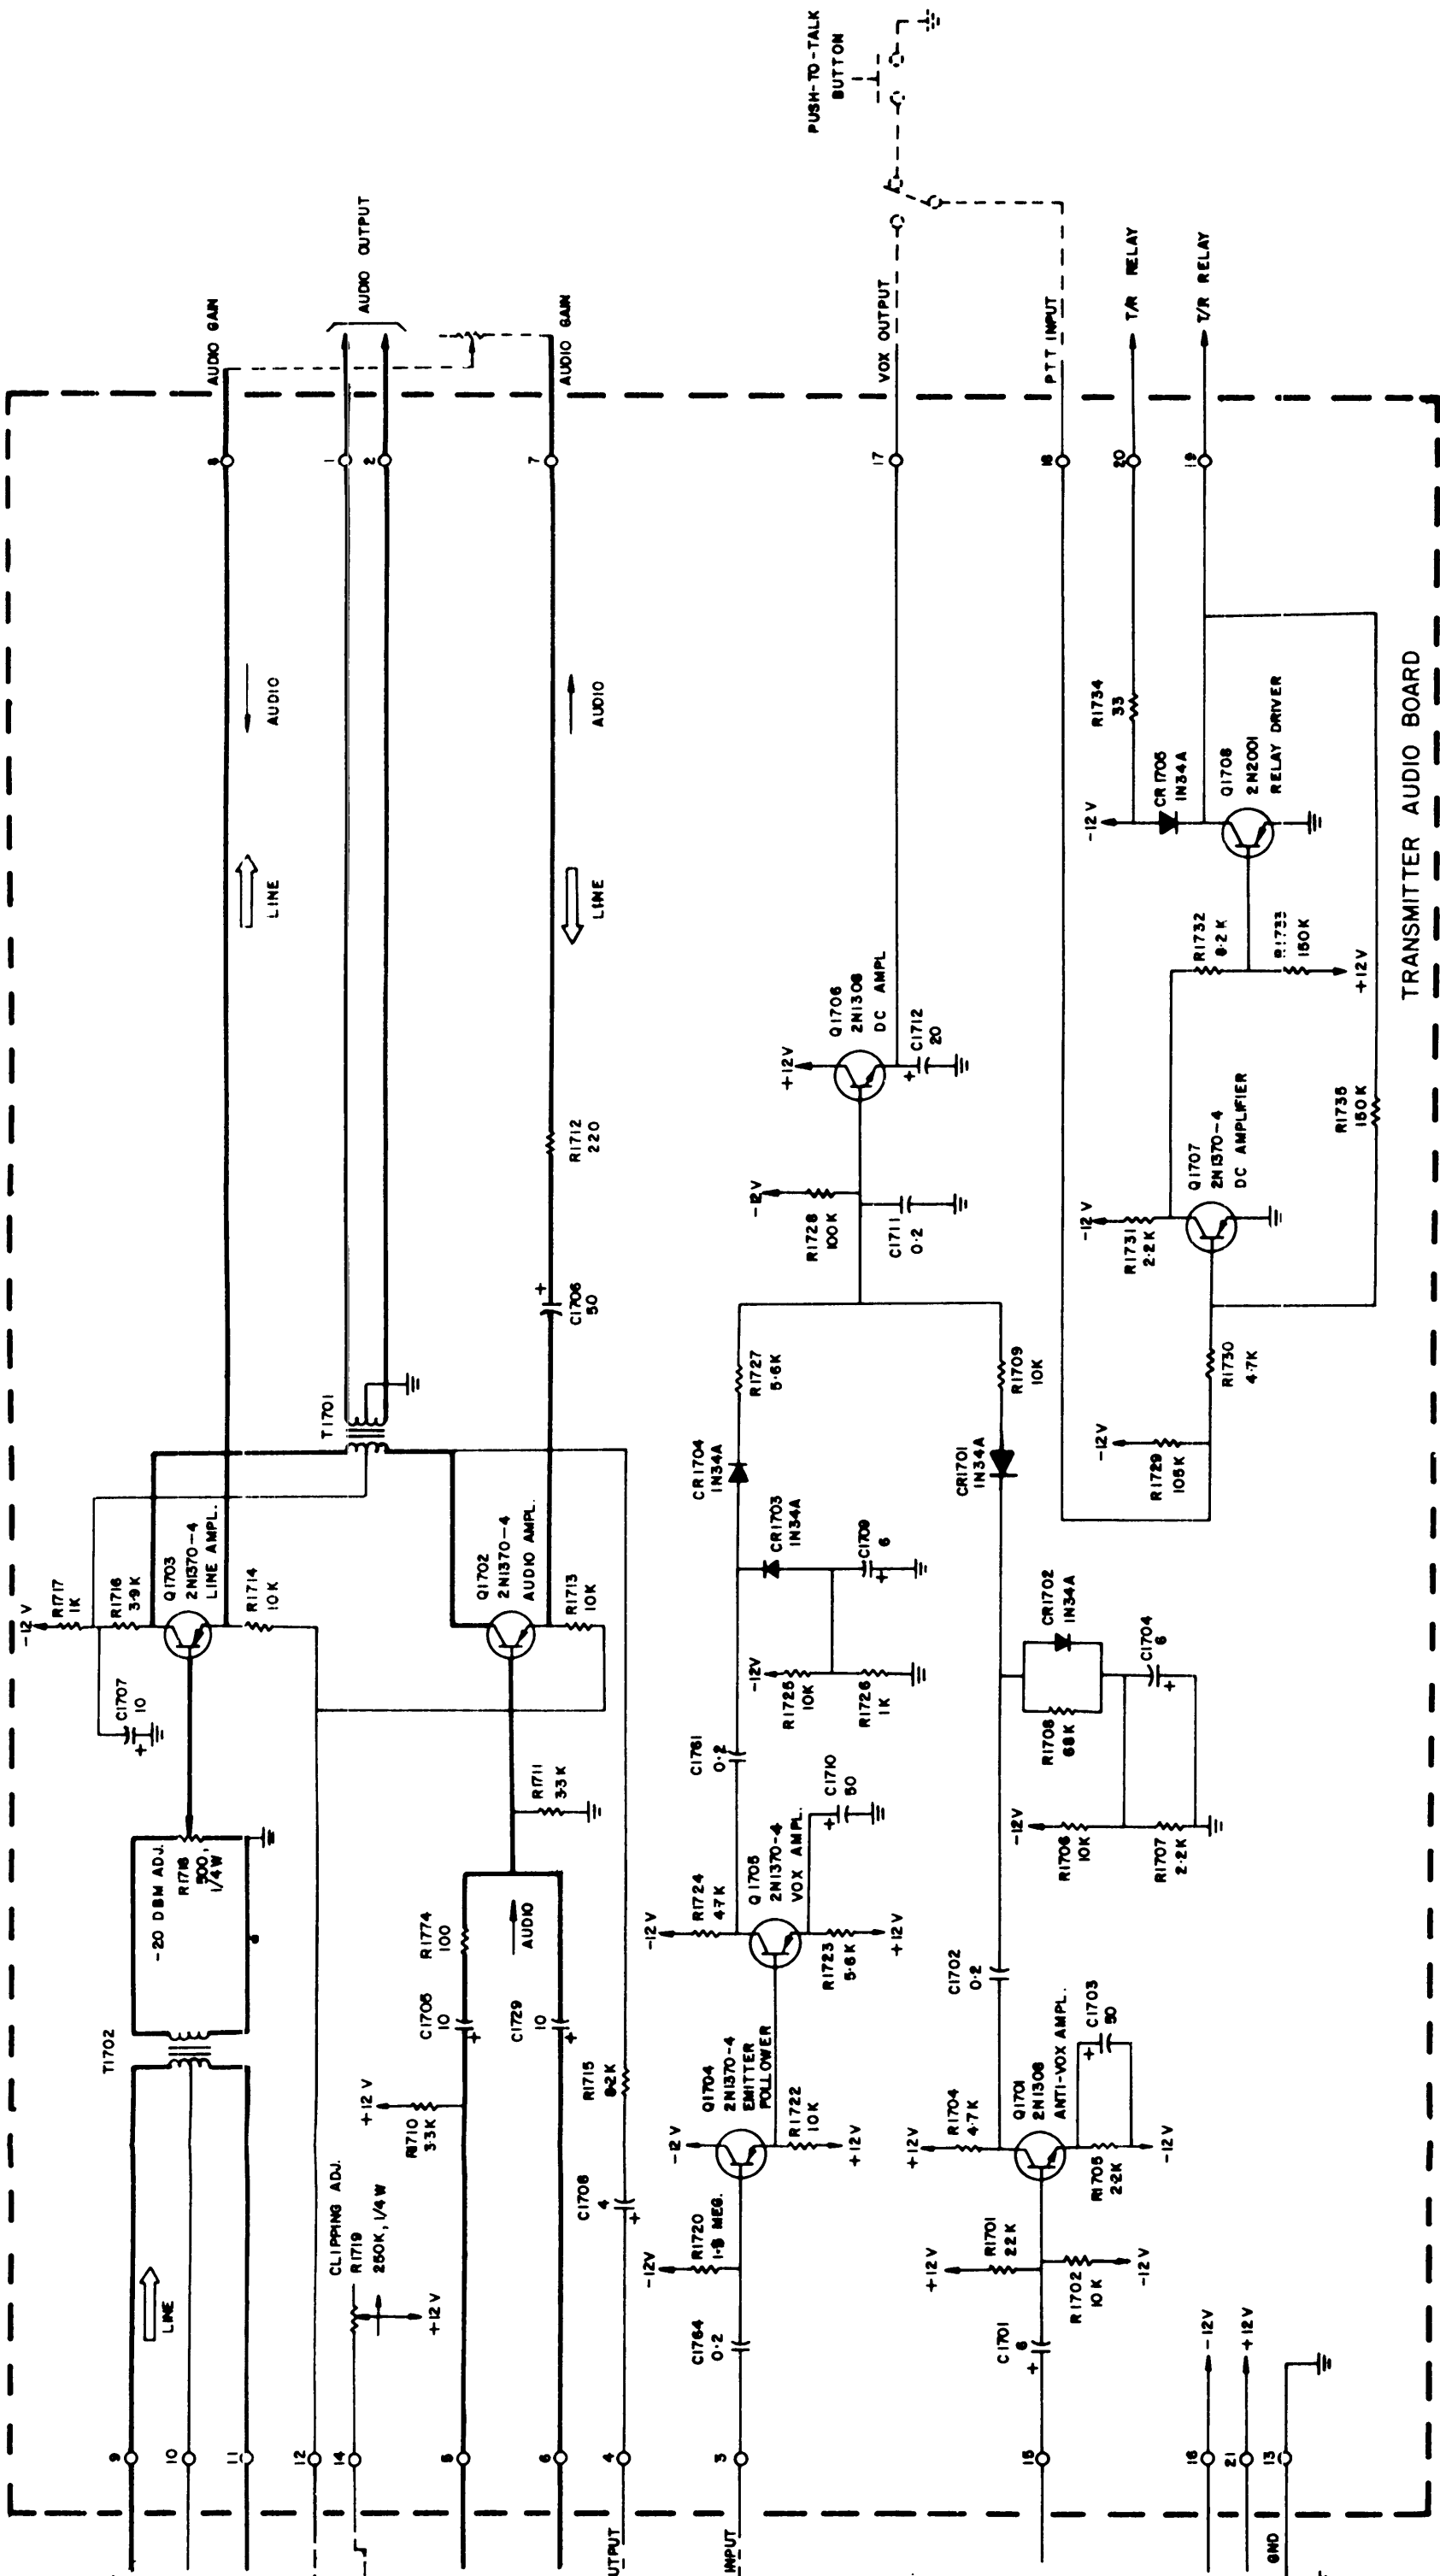 PUSH-TO-TALK
BUTTON
AUDIO OUTPUT
AUDIO GAIN
AUDIO GAIN
VOX OUTPUT
PTT INPUT
T/R RELAY
T/R RELAY
8
1
2
7
17
18
20
19
AUDIO
AUDIO
LINE
LINE
R1734
33
-12V
CR1705
1N34A
Q1708
2N2001
RELAY DRIVER
TRANSMITTER AUDIO BOARD
R1732
8.2K
R1733
150K
+12V
Q1706
2N1306
DC AMPL
+12V
C1712
20
+
R1712
220
Q1707
2N1370-4
DC AMPLIFIER
R1735
150K
-12V
R1728
100K
C1711
0.2
-12V
R1731
2.2K
C1706
50
+
T1701
R1727
5.6K
R1709
10K
R1730
4.7K
-12V
R1729
CR1704
1N34A
CR1701
1N34A
-12V
R1717
1K
R1716
3.9K
Q1703
2N1370-4
LINE AMPL.
R1714
10K
Q1702
2N1370-4
AUDIO AMPL.
R1713
10K
CR1703
1N34A
C1709
6
+
CR1702
1N34A
C1707
10
+
-12V
R1725
10K
R1726
1K
R1708
68K
C1704
6
+
C1761
0.2
R1711
3.3K
C1710
50
+
-12V
R1706
10K
R1707
2.2K
-20 DBM ADJ.
R1718
500,
1/4W
R1774
100
AUDIO
-12V
R1724
4.7K
Q1705
2N1370-4
VOX AMPL.
R1723
5.6K
+12V
T1702
C1705
10
+
C1729
10
+
C1702
0.2
+12V
R1710
3.3K
R1715
8.2K
Q1704
2N1370-4
EMITTER
FOLLOWER
-12V
R1722
10K
+12V
+12V
R1704
4.7K
Q1701
2N1306
ANTI-VOX AMPL.
C1703
50
+
R1705
2.2K
-12V
CLIPPING ADJ.
R1719
250K, 1/4W
+12V
C1708
4
+
-12V
R1720
MEG.
+12V
R1701
22K
R1702
10K
-12V
LINE
C1764
0.2
C1701
6
+
-12V
+12V
9
10
11
12
14
5
6
4
3
15
16
21
13
GND